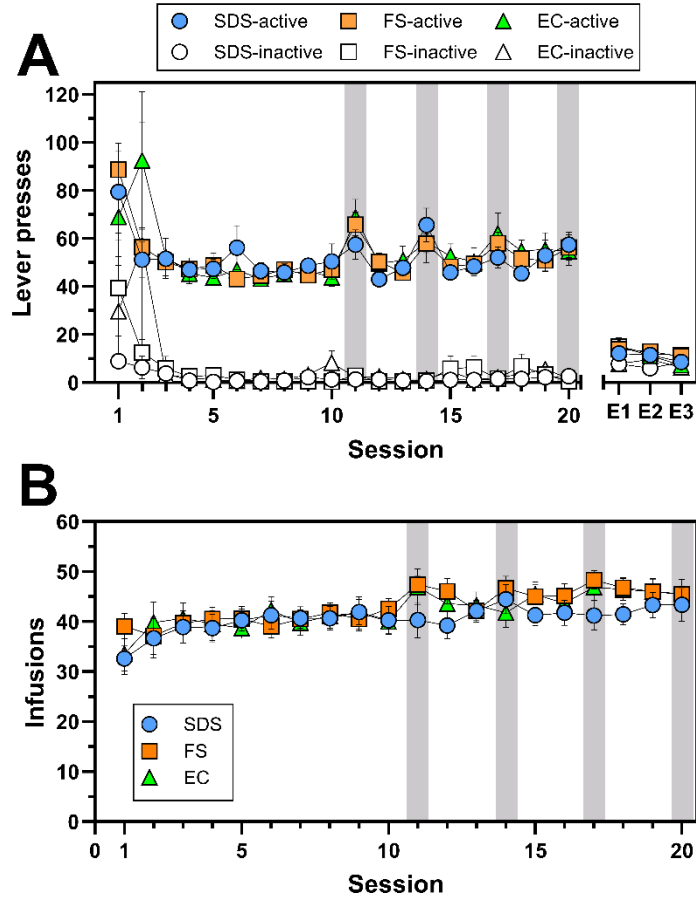 SDS-active FS-active EC-active
SDS-inactive FS-inactive EC-inactive
A
120
100
80
60
40
20
0
Lever presses
1 5 10 15 20 E1 E2 E3
Session
B
60
50
40
30
20
10
0
Infusions
SDS
FS
EC
0 1 5 10 15 20
Session